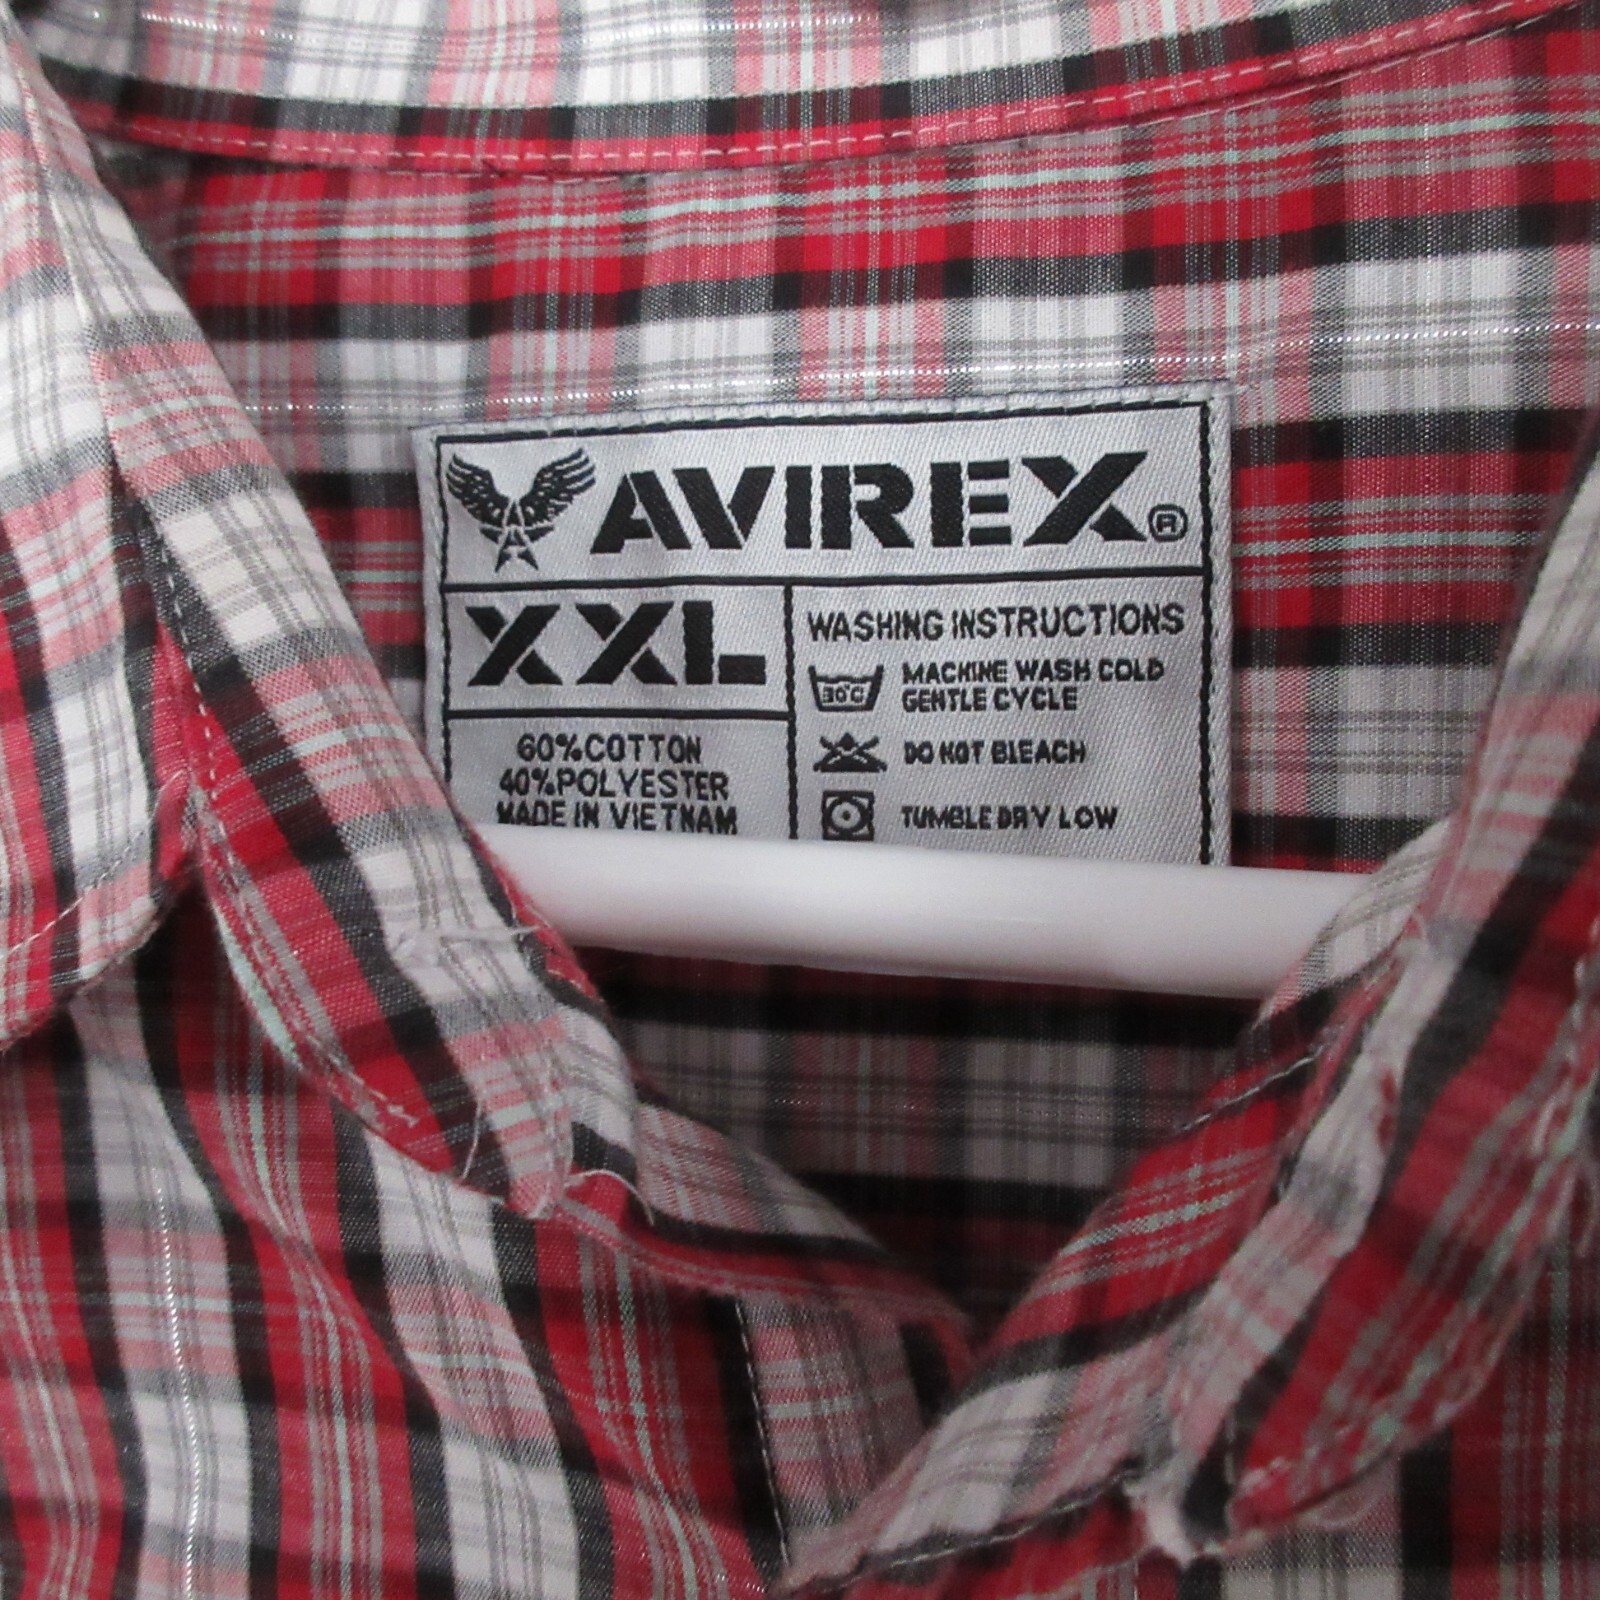 AVIREX®
XXL
60%COTTON
40%POLYESTER
MADE IN VIETNAM
WASHING INSTRUCTIONS
30°C
MACHINE WASH COLD
GENTLE CYCLE
DO NOT BLEACH
TUMBLE DRY LOW